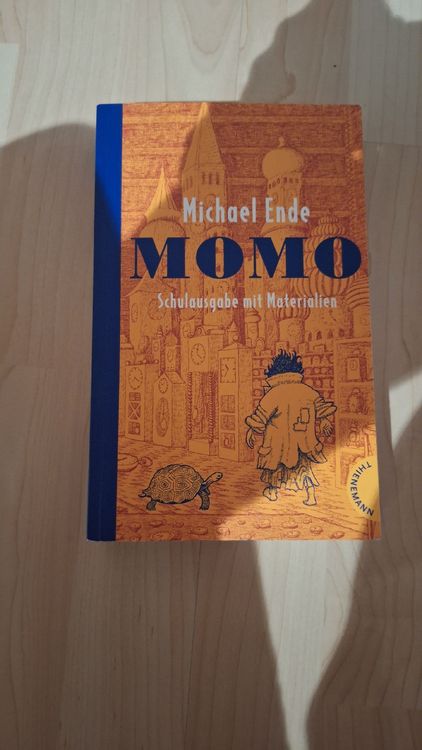 Michael Ende
MOMO
Schulausgabe mit Materialien
THIENEMANN